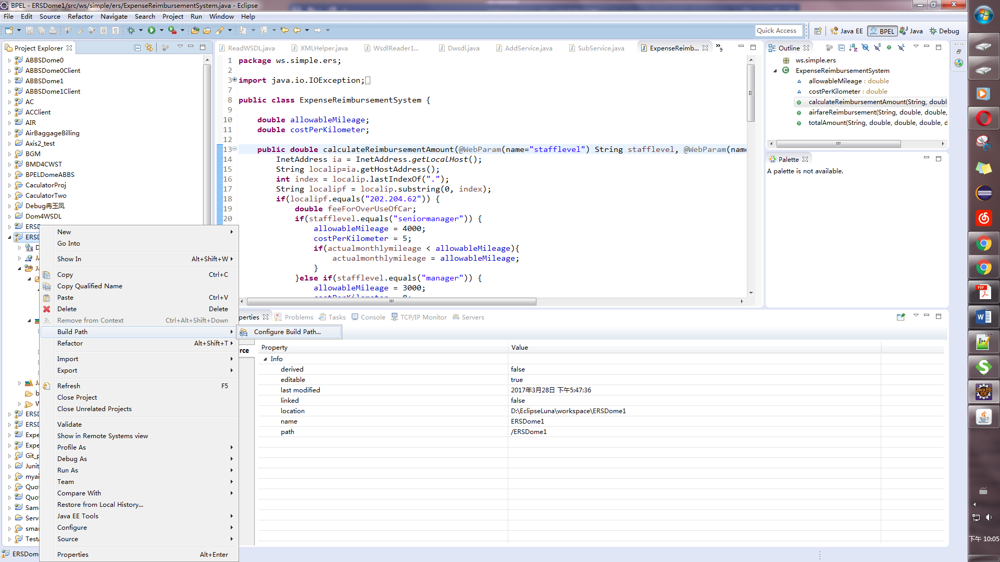 BPEL - ERSDome1/src/ws/simple/ers/ExpenseReimbursementSystem.java - Eclipse
File Edit Source Refactor Navigate Search Project Run Window Help
Quick Access Java EE BPEL Java Debug
Project Explorer
ABBSDome0
ABBSDome0Client
ABBSDome1
ABBSDome1Client
AC
ACClient
AIR
AirBaggageBilling
Axis2_test
BGM
BMD4CWST
BPELDomeABBS
CaculatorProj
CaculatorTwo
Debug冉玉凤
Dom4WSDL
ERSD
ERSD
D
JA
Ja
Ja
b
W
ERSD
ERSD
Expe
Expe
Git_p
Junit
myai
Quo
Quo
Sam
Serv
smar
TestA
ERSDom
New
Go Into
Show In Alt+Shift+W
Copy Ctrl+C
Copy Qualified Name
Paste Ctrl+V
Delete Delete
Remove from Context Ctrl+Alt+Shift+Down
Build Path
Configure Build Path...
Refactor Alt+Shift+T
Import
Export
Refresh F5
Close Project
Close Unrelated Projects
Validate
Show in Remote Systems view
Profile As
Debug As
Run As
Team
Compare With
Restore from Local History...
Java EE Tools
Configure
Source
Properties Alt+Enter
ReadWSDL.java XMLHelper.java WsdlReader1... Dwsdl.java AddService.java SubService.java ExpenseReimb... »9
1 package ws.simple.ers;
2
3 import java.io.IOException;
7
8 public class ExpenseReimbursementSystem {
9
10 double allowableMileage;
11 double costPerKilometer;
12
13 public double calculateReimbursementAmount(@WebParam(name="stafflevel") String stafflevel, @WebParam(name
14 InetAddress ia = InetAddress.getLocalHost();
15 String localip=ia.getHostAddress();
16 int index = localip.lastIndexOf(".");
17 String localipf = localip.substring(0, index);
18 if(localipf.equals("202.204.62")) {
19 double feeForOverUseOfCar;
20 if(stafflevel.equals("seniormanager")) {
allowableMileage = 4000;
costPerKilometer = 5;
if(actualmonthlymileage < allowableMileage){
actualmonthlymileage = allowableMileage;
}
}else if(stafflevel.equals("manager")) {
allowableMileage = 3000;
costPerKilometer = 8;
Outline
ws.simple.ers
ExpenseReimbursementSystem
allowableMileage : double
costPerKilometer : double
calculateReimbursementAmount(String, doubl
airfareReimbursement(String, double, double,
totalAmount(String, double, double, double, d
Palette
A palette is not available.
perties Problems Tasks Console TCP/IP Monitor Servers
rce
Property Value
Info
derived false
editable true
last modified 2017年3月28日 下午5:47:36
linked false
location D:\EclipseLuna\workspace\ERSDome1
name ERSDome1
path /ERSDome1
PDF
W
N++
S
Java EE
IDE
下午 10:05